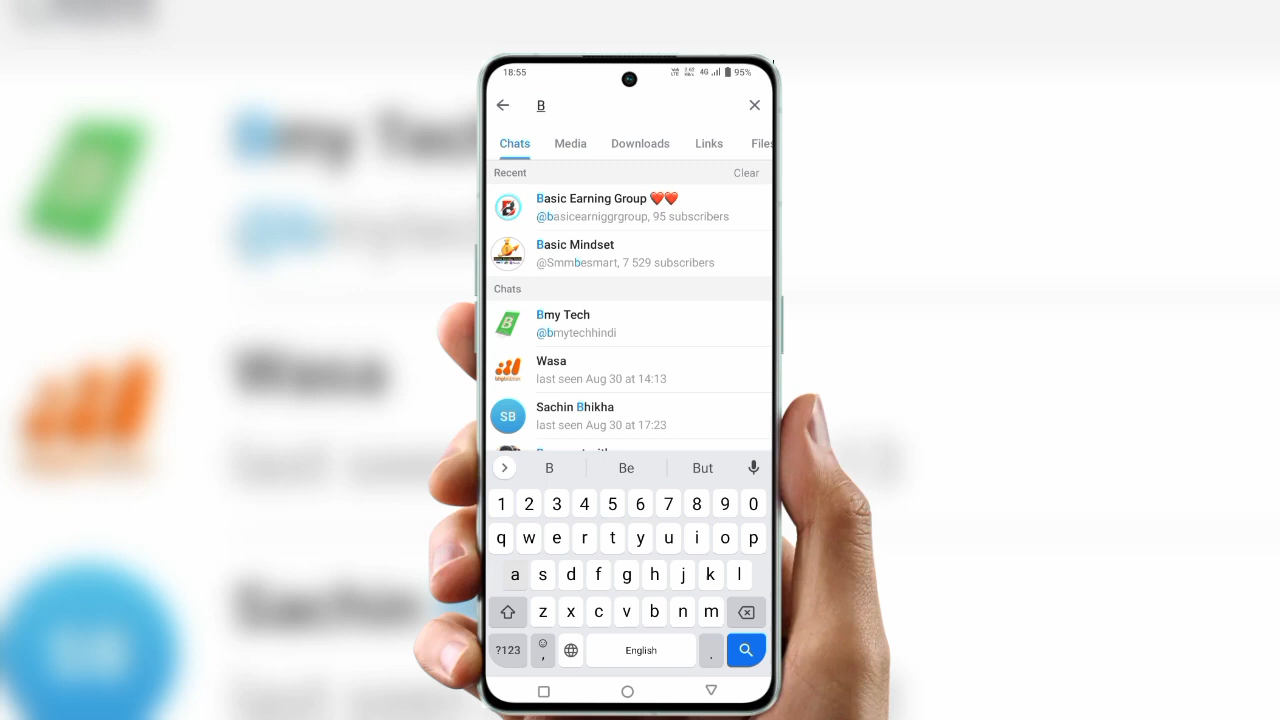 18:55
4G 95%
B
Chats Media Downloads Links Files
Recent Clear
Basic Earning Group ❤️❤️
@basicearniggrgroup, 95 subscribers
Basic Mindset
@Smmbesmart, 7 529 subscribers
Chats
Bmy Tech
@bmytechhindi
Wasa
last seen Aug 30 at 14:13
SB
Sachin Bhikha
last seen Aug 30 at 17:23
B Be But
1 2 3 4 5 6 7 8 9 0
q w e r t y u i o p
a s d f g h j k l
z x c v b n m
?123 , English .